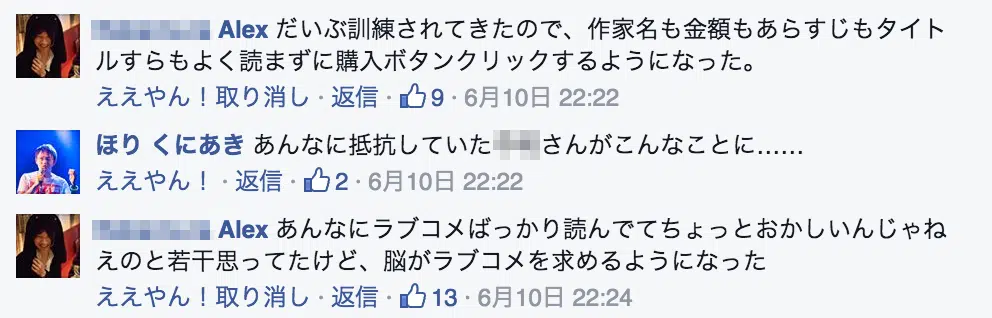 Alex だいぶ訓練されてきたので、作家名も金額もあらすじもタイト
ルすらもよく読まずに購入ボタンクリックするようになった。
ええやん！取り消し · 返信 · 9 · 6月10日 22:22
ほり くにあき あんなに抵抗していた さんがこんなことに……
ええやん！ · 返信 · 2 · 6月10日 22:22
Alex あんなにラブコメばっかり読んでてちょっとおかしいんじゃね
えのと若干思ってたけど、脳がラブコメを求めるようになった
ええやん！取り消し · 返信 · 13 · 6月10日 22:24